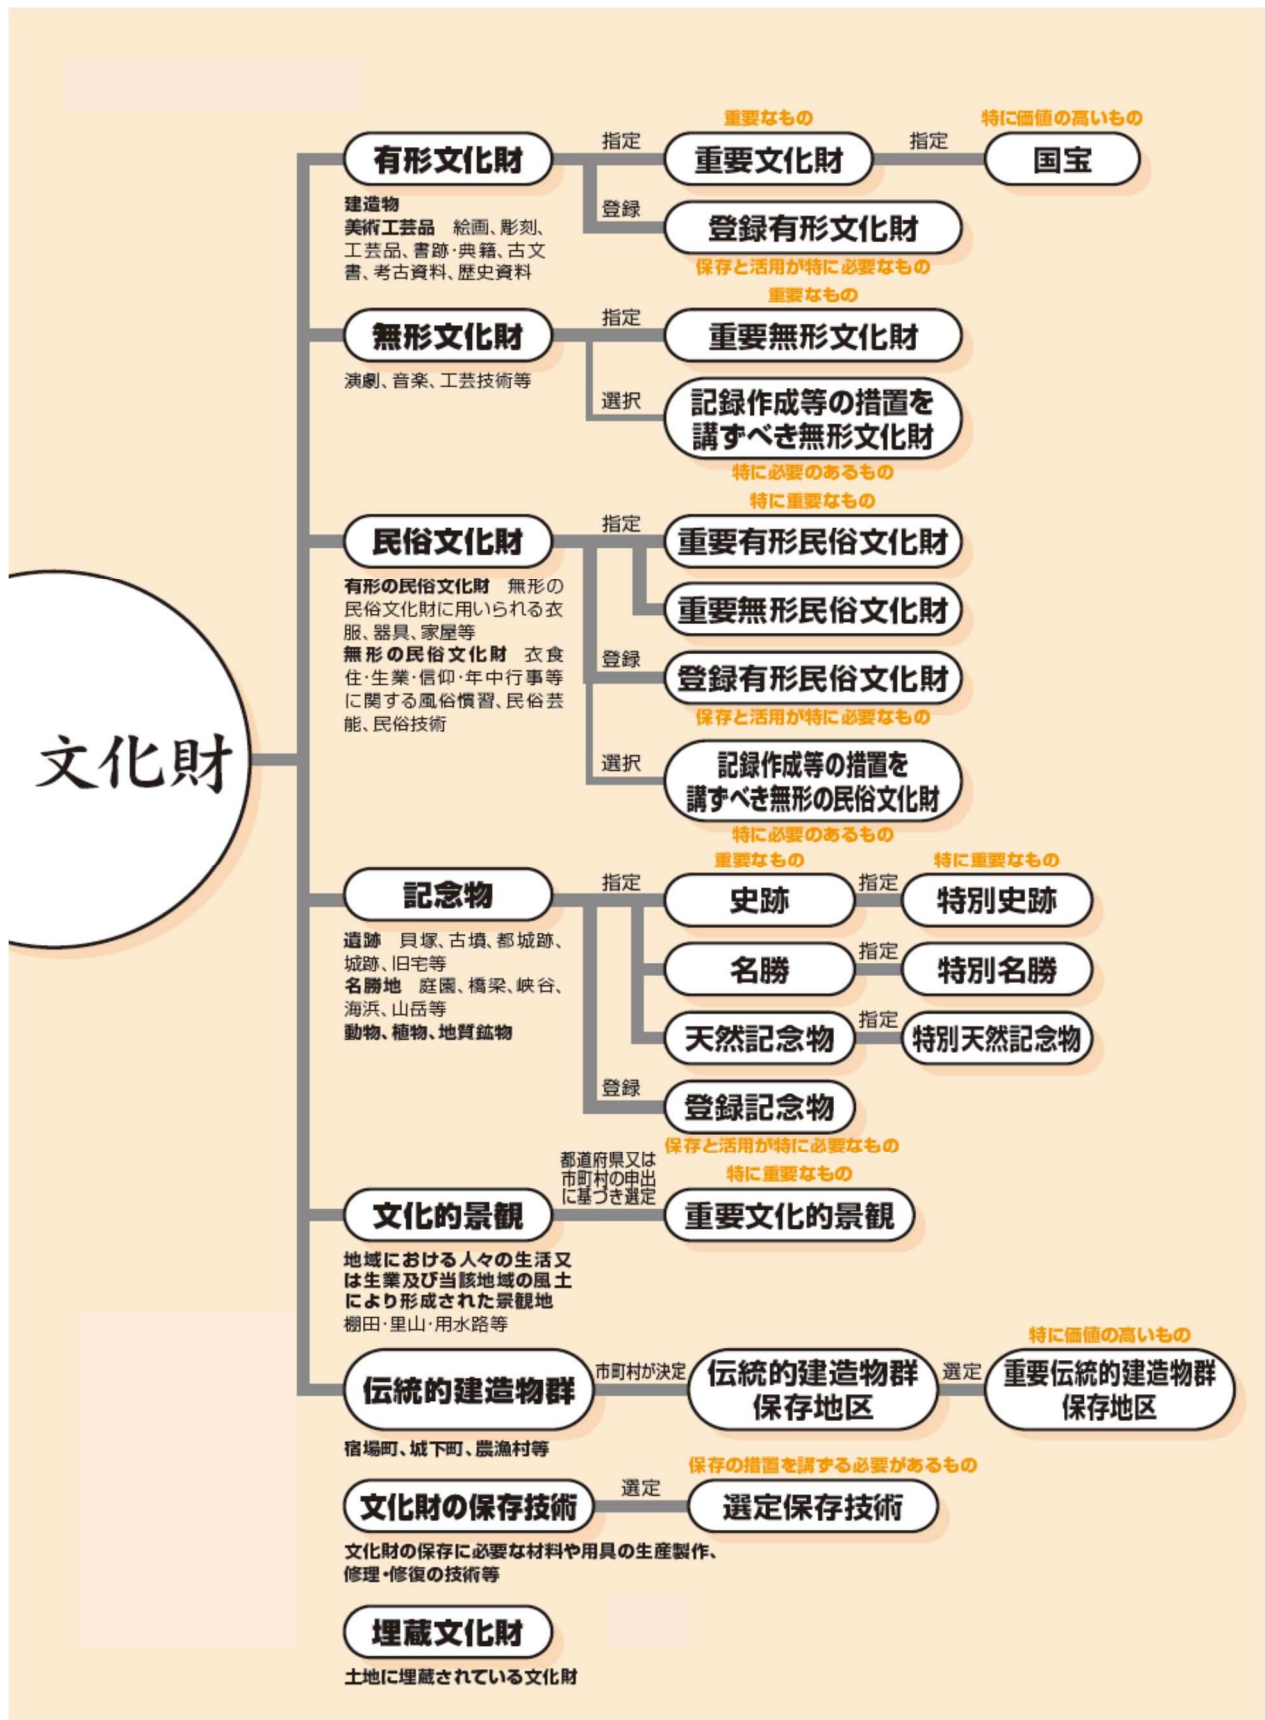 文化財
重要なもの
特に価値の高いもの
有形文化財
指定
重要文化財
指定
国宝
建造物
美術工芸品　絵画、彫刻、
工芸品、書跡・典籍、古文
書、考古資料、歴史資料
登録
登録有形文化財
保存と活用が特に必要なもの
重要なもの
無形文化財
指定
重要無形文化財
演劇、音楽、工芸技術等
選択
記録作成等の措置を
講ずべき無形文化財
特に必要のあるもの
特に重要なもの
民俗文化財
指定
重要有形民俗文化財
重要無形民俗文化財
有形の民俗文化財　無形の
民俗文化財に用いられる衣
服、器具、家屋等
無形の民俗文化財　衣食
住・生業・信仰・年中行事等
に関する風俗慣習、民俗芸
能、民俗技術
登録
登録有形民俗文化財
保存と活用が特に必要なもの
選択
記録作成等の措置を
講ずべき無形の民俗文化財
特に必要のあるもの
重要なもの
特に重要なもの
記念物
指定
史跡
指定
特別史跡
遺跡　貝塚、古墳、都城跡、
城跡、旧宅等
名勝地　庭園、橋梁、峡谷、
海浜、山岳等
動物、植物、地質鉱物
名勝
指定
特別名勝
天然記念物
指定
特別天然記念物
登録
登録記念物
保存と活用が特に必要なもの
都道府県又は
市町村の申出
に基づき選定
特に重要なもの
文化的景観
重要文化的景観
地域における人々の生活又
は生業及び当該地域の風土
により形成された景観地
棚田・里山・用水路等
特に価値の高いもの
伝統的建造物群
市町村が決定
伝統的建造物群
保存地区
選定
重要伝統的建造物群
保存地区
宿場町、城下町、農漁村等
保存の措置を講ずる必要があるもの
文化財の保存技術
選定
選定保存技術
文化財の保存に必要な材料や用具の生産製作、
修理・修復の技術等
埋蔵文化財
土地に埋蔵されている文化財